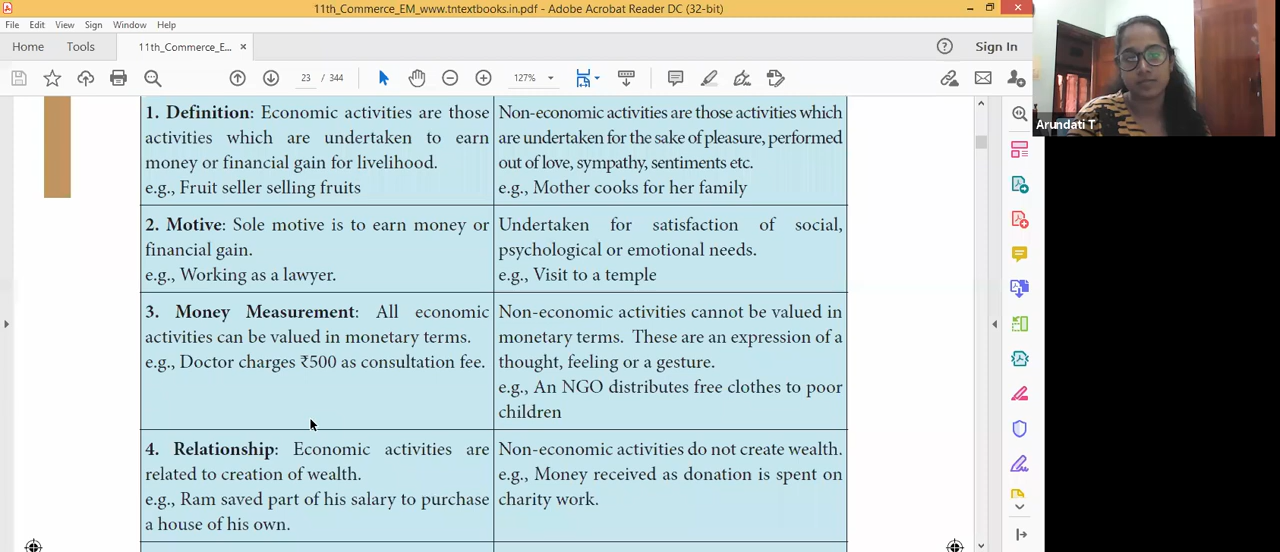 11th_Commerce_EM_www.tntextbooks.in.pdf - Adobe Acrobat Reader DC (32-bit)
File Edit View Sign Window Help
Home Tools 11th_Commerce_E... × Sign In
23 / 344 127%
Arundati T
1. Definition: Economic activities are those
activities which are undertaken to earn
money or financial gain for livelihood.
e.g., Fruit seller selling fruits
Non-economic activities are those activities which
are undertaken for the sake of pleasure, performed
out of love, sympathy, sentiments etc.
e.g., Mother cooks for her family
2. Motive: Sole motive is to earn money or
financial gain.
e.g., Working as a lawyer.
Undertaken for satisfaction of social,
psychological or emotional needs.
e.g., Visit to a temple
3. Money Measurement: All economic
activities can be valued in monetary terms.
e.g., Doctor charges ₹500 as consultation fee.
Non-economic activities cannot be valued in
monetary terms. These are an expression of a
thought, feeling or a gesture.
e.g., An NGO distributes free clothes to poor
children
4. Relationship: Economic activities are
related to creation of wealth.
e.g., Ram saved part of his salary to purchase
a house of his own.
Non-economic activities do not create wealth.
e.g., Money received as donation is spent on
charity work.